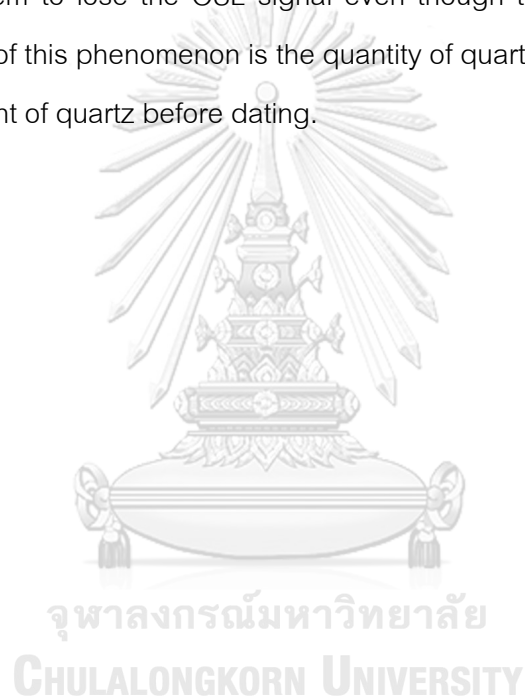 em to lose the OSL signal even though t
of this phenomenon is the quantity of quart
nt of quartz before dating.
จุฬาลงกรณ์มหาวิทยาลัย
CHULALONGKORN UNIVERSITY